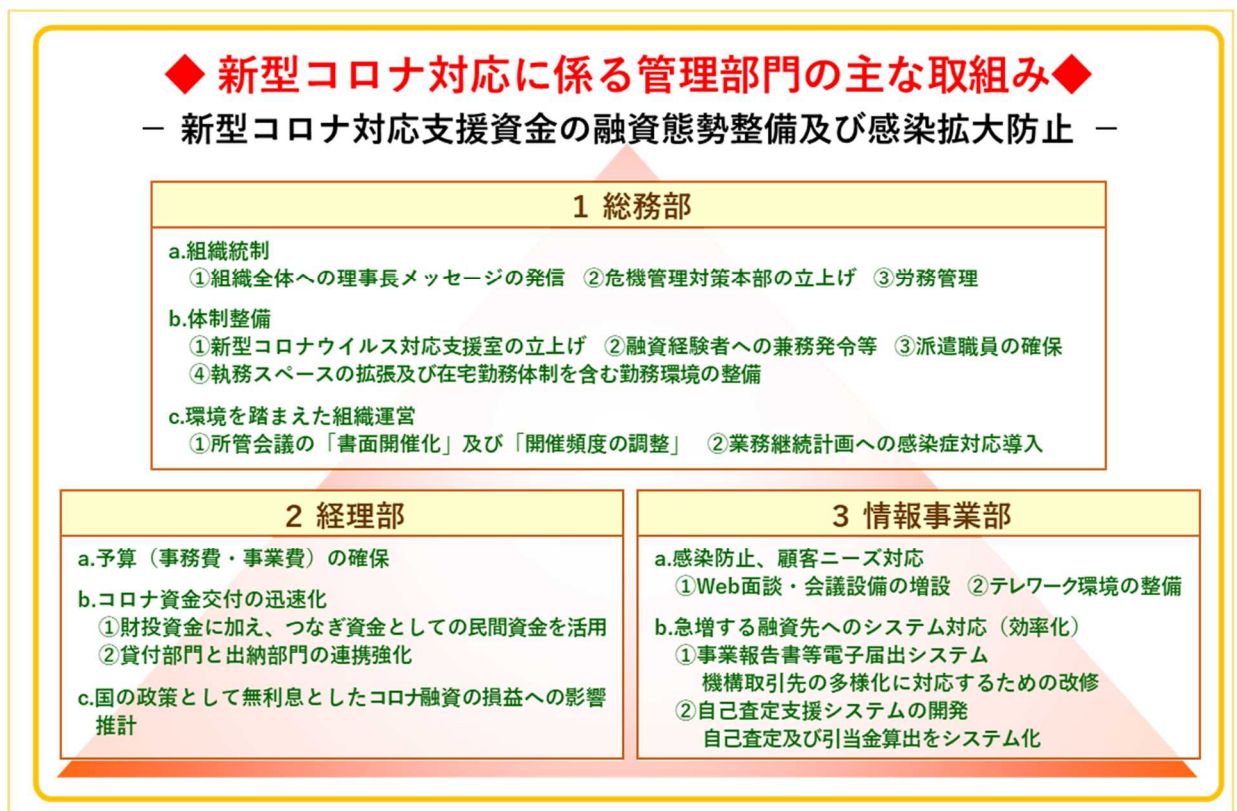 ◆ 新型コロナ対応に係る管理部門の主な取組み◆
― 新型コロナ対応支援資金の融資態勢整備及び感染拡大防止 ―
1 総務部
a.組織統制
①組織全体への理事長メッセージの発信 ②危機管理対策本部の立上げ ③労務管理
b.体制整備
①新型コロナウイルス対応支援室の立上げ ②融資経験者への兼務発令等 ③派遣職員の確保
④執務スペースの拡張及び在宅勤務体制を含む勤務環境の整備
c.環境を踏まえた組織運営
①所管会議の「書面開催化」及び「開催頻度の調整」 ②業務継続計画への感染症対応導入
2 経理部
a.予算（事務費・事業費）の確保
b.コロナ資金交付の迅速化
①財投資金に加え、つなぎ資金としての民間資金を活用
②貸付部門と出納部門の連携強化
c.国の政策として無利息としたコロナ融資の損益への影響
推計
3 情報事業部
a.感染防止、顧客ニーズ対応
①Web面談・会議設備の増設 ②テレワーク環境の整備
b.急増する融資先へのシステム対応（効率化）
①事業報告書等電子届出システム
機構取引先の多様化に対応するための改修
②自己査定支援システムの開発
自己査定及び引当金算出をシステム化